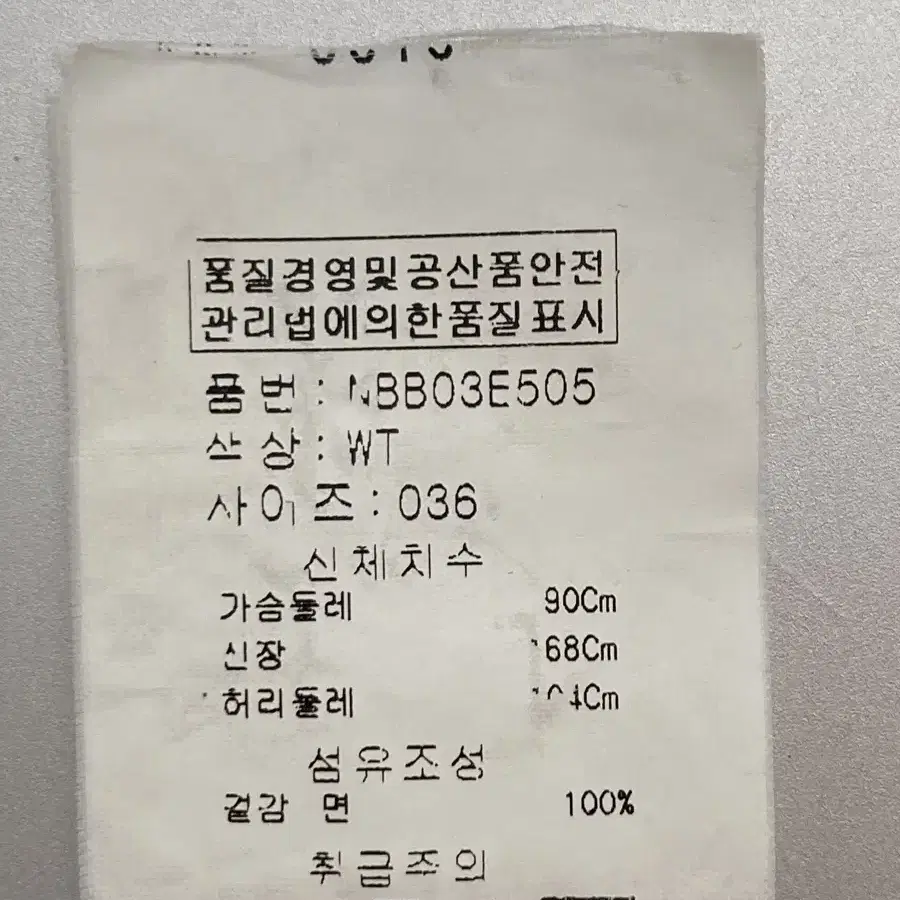 품질경영및공산품안전
관리법에의한품질표시
품 번 : NBB03E505
색 상 : WT
사 이 즈 : 036
신체치수
가슴둘레 90Cm
신장
허리둘레
섬유조성
겉감 면 100%
취급주의